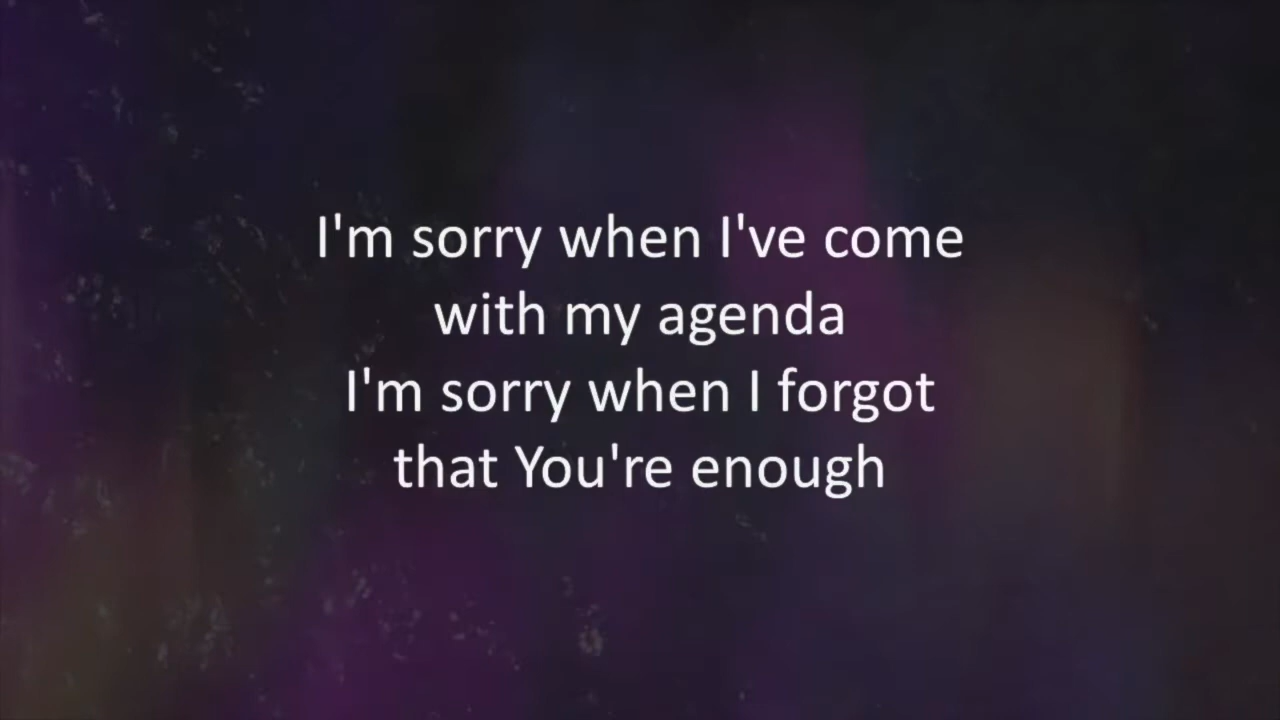 I'm sorry when I've come
with my agenda
I'm sorry when I forgot
that You're enough